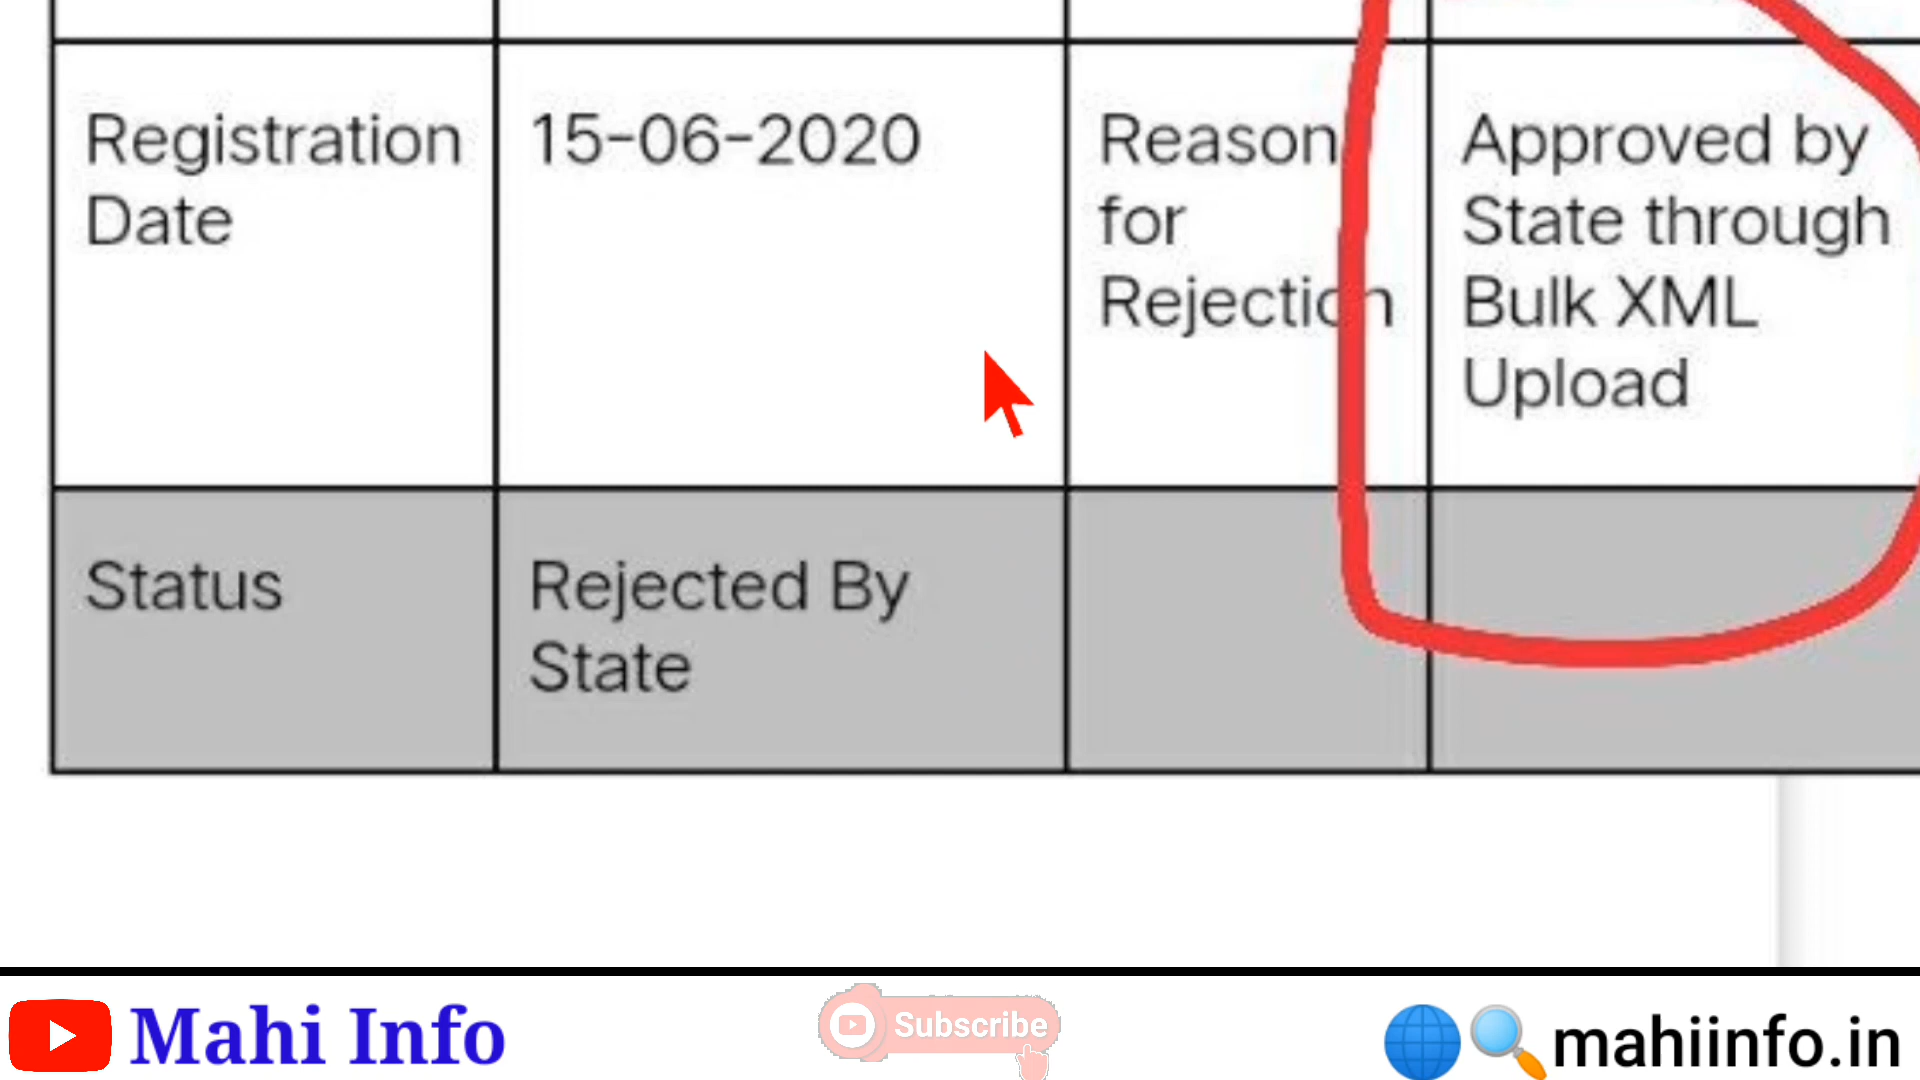 Registration
Date
15-06-2020
Reason
for
Rejection
Approved by
State through
Bulk XML
Upload
Status
Rejected By
State
Mahi Info
Subscribe
mahiinfo.in